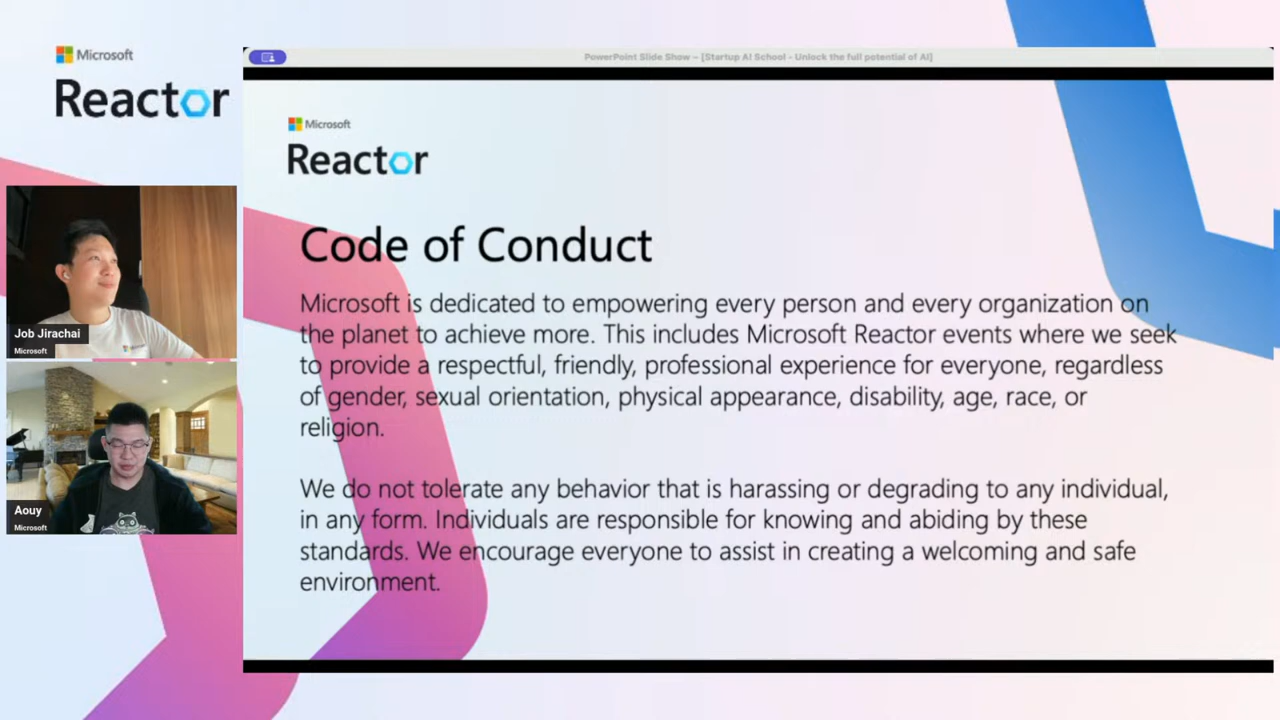 Microsoft
Reactor
PowerPoint Slide Show – [Startup AI School - Unlock the full potential of AI]
Microsoft
Reactor
Code of Conduct
Microsoft is dedicated to empowering every person and every organization on
the planet to achieve more. This includes Microsoft Reactor events where we seek
to provide a respectful, friendly, professional experience for everyone, regardless
of gender, sexual orientation, physical appearance, disability, age, race, or
religion.
We do not tolerate any behavior that is harassing or degrading to any individual,
in any form. Individuals are responsible for knowing and abiding by these
standards. We encourage everyone to assist in creating a welcoming and safe
environment.
Job Jirachai
Microsoft
Aouy
Microsoft